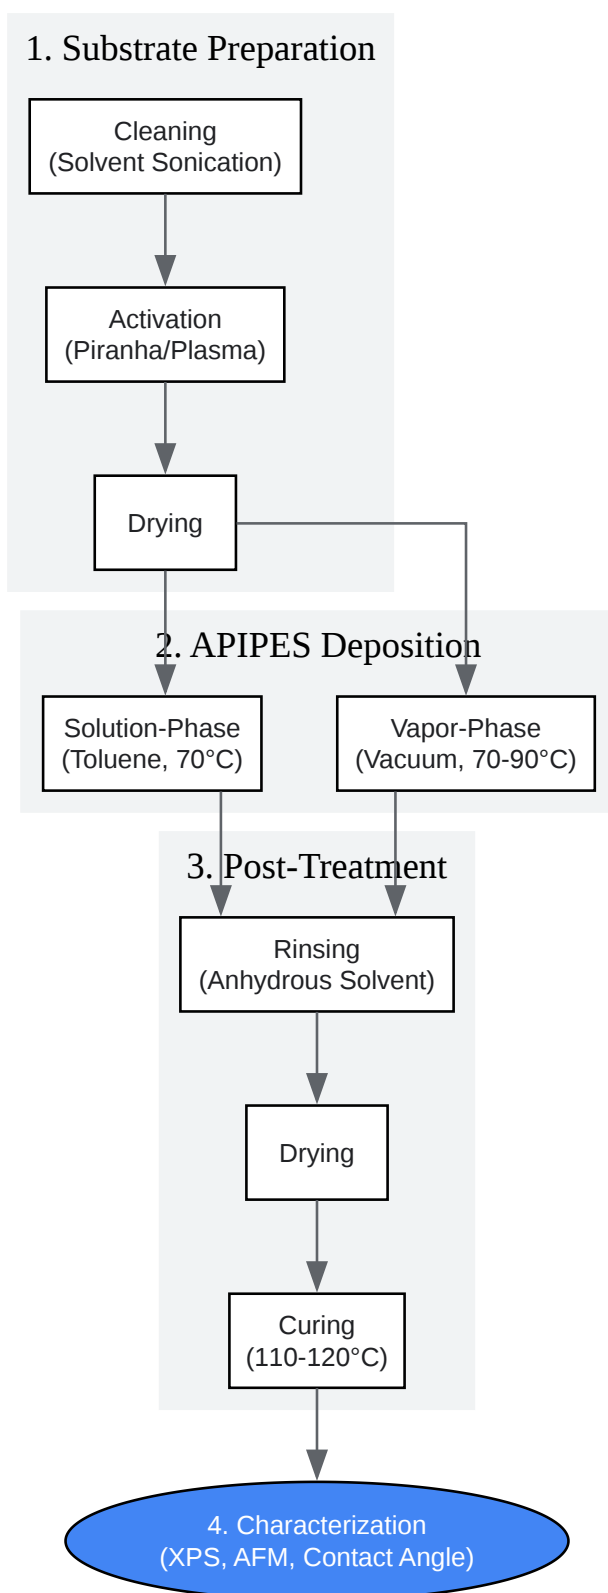 1. Substrate Preparation
Cleaning
(Solvent Sonication)
Activation
(Piranha/Plasma)
Drying
2. APIPES Deposition
Solution-Phase
(Toluene, 70°C)
Vapor-Phase
(Vacuum, 70-90°C)
3. Post-Treatment
Rinsing
(Anhydrous Solvent)
Drying
Curing
(110-120°C)
4. Characterization
(XPS, AFM, Contact Angle)